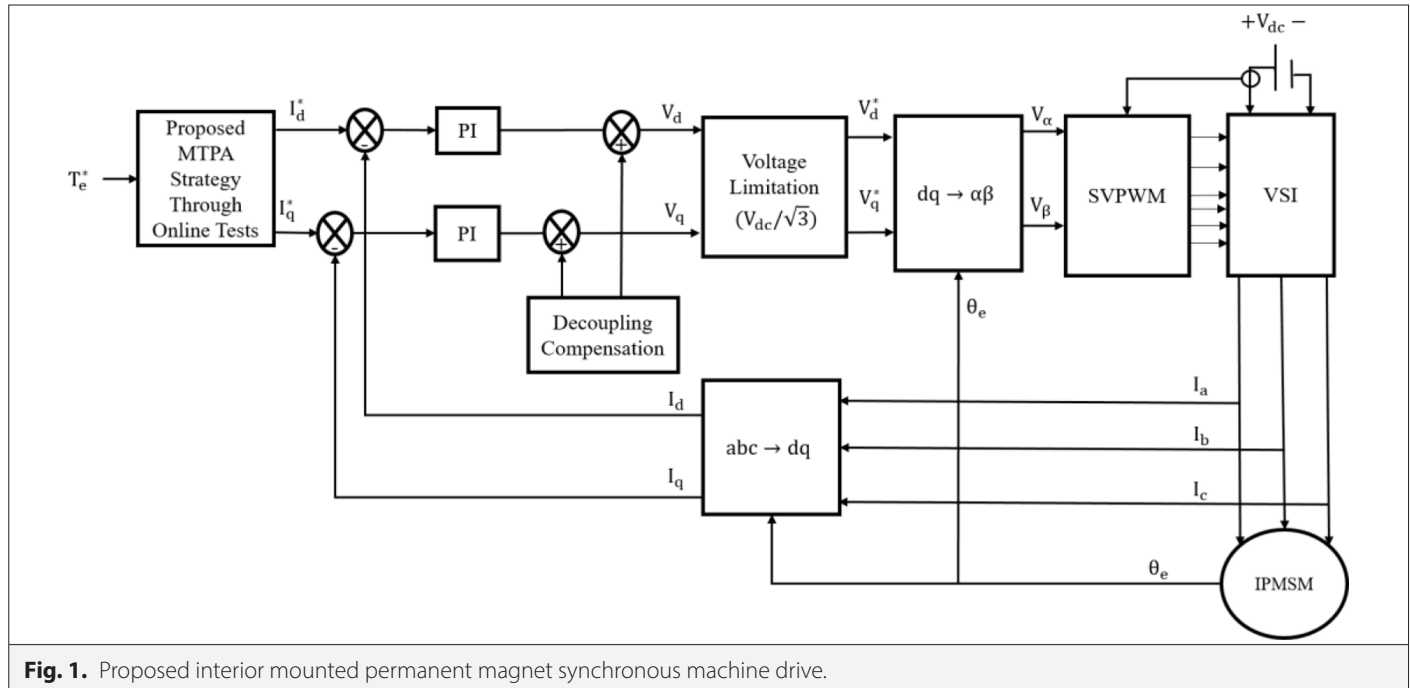 +V_dc −
Proposed
MTPA
Strategy
Through
Online Tests
T_e^*
I_d^*
I_q^*
-
-
PI
PI
+
+
V_d
V_q
Decoupling
Compensation
Voltage
Limitation
(V_dc/√3)
V_d^*
V_q^*
dq → αβ
V_α
V_β
SVPWM
VSI
θ_e
I_d
I_q
abc → dq
I_a
I_b
I_c
θ_e
IPMSM
Fig. 1. Proposed interior mounted permanent magnet synchronous machine drive.